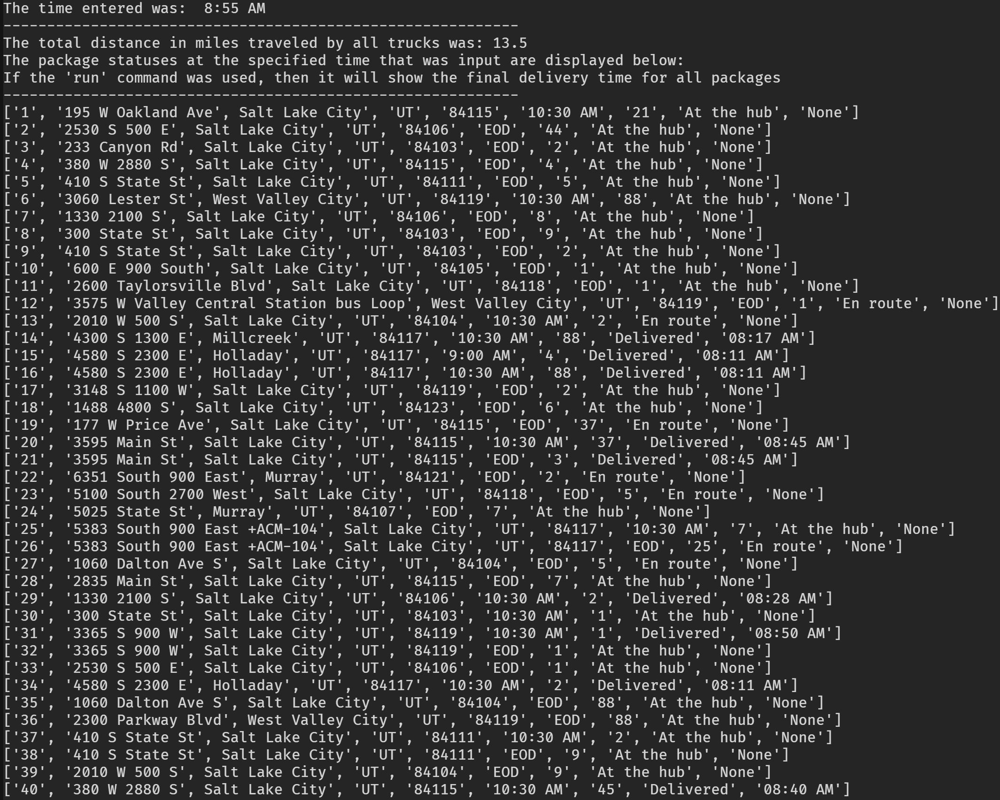 The time entered was:  8:55 AM
-----------------------------------------------------------
The total distance in miles traveled by all trucks was: 13.5
The package statuses at the specified time that was input are displayed below:
If the 'run' command was used, then it will show the final delivery time for all packages
-----------------------------------------------------------
['1', '195 W Oakland Ave', Salt Lake City', 'UT', '84115', '10:30 AM', '21', 'At the hub', 'None']
['2', '2530 S 500 E', Salt Lake City', 'UT', '84106', 'EOD', '44', 'At the hub', 'None']
['3', '233 Canyon Rd', Salt Lake City', 'UT', '84103', 'EOD', '2', 'At the hub', 'None']
['4', '380 W 2880 S', Salt Lake City', 'UT', '84115', 'EOD', '4', 'At the hub', 'None']
['5', '410 S State St', Salt Lake City', 'UT', '84111', 'EOD', '5', 'At the hub', 'None']
['6', '3060 Lester St', West Valley City', 'UT', '84119', '10:30 AM', '88', 'At the hub', 'None']
['7', '1330 2100 S', Salt Lake City', 'UT', '84106', 'EOD', '8', 'At the hub', 'None']
['8', '300 State St', Salt Lake City', 'UT', '84103', 'EOD', '9', 'At the hub', 'None']
['9', '410 S State St', Salt Lake City', 'UT', '84103', 'EOD', '2', 'At the hub', 'None']
['10', '600 E 900 South', Salt Lake City', 'UT', '84105', 'EOD', '1', 'At the hub', 'None']
['11', '2600 Taylorsville Blvd', Salt Lake City', 'UT', '84118', 'EOD', '1', 'At the hub', 'None']
['12', '3575 W Valley Central Station bus Loop', West Valley City', 'UT', '84119', 'EOD', '1', 'En route', 'None']
['13', '2010 W 500 S', Salt Lake City', 'UT', '84104', '10:30 AM', '2', 'En route', 'None']
['14', '4300 S 1300 E', Millcreek', 'UT', '84117', '10:30 AM', '88', 'Delivered', '08:17 AM']
['15', '4580 S 2300 E', Holladay', 'UT', '84117', '9:00 AM', '4', 'Delivered', '08:11 AM']
['16', '4580 S 2300 E', Holladay', 'UT', '84117', '10:30 AM', '88', 'Delivered', '08:11 AM']
['17', '3148 S 1100 W', Salt Lake City', 'UT', '84119', 'EOD', '2', 'At the hub', 'None']
['18', '1488 4800 S', Salt Lake City', 'UT', '84123', 'EOD', '6', 'At the hub', 'None']
['19', '177 W Price Ave', Salt Lake City', 'UT', '84115', 'EOD', '37', 'En route', 'None']
['20', '3595 Main St', Salt Lake City', 'UT', '84115', '10:30 AM', '37', 'Delivered', '08:45 AM']
['21', '3595 Main St', Salt Lake City', 'UT', '84115', 'EOD', '3', 'Delivered', '08:45 AM']
['22', '6351 South 900 East', Murray', 'UT', '84121', 'EOD', '2', 'En route', 'None']
['23', '5100 South 2700 West', Salt Lake City', 'UT', '84118', 'EOD', '5', 'En route', 'None']
['24', '5025 State St', Murray', 'UT', '84107', 'EOD', '7', 'At the hub', 'None']
['25', '5383 South 900 East +ACM-104', Salt Lake City', 'UT', '84117', '10:30 AM', '7', 'At the hub', 'None']
['26', '5383 South 900 East +ACM-104', Salt Lake City', 'UT', '84117', 'EOD', '25', 'En route', 'None']
['27', '1060 Dalton Ave S', Salt Lake City', 'UT', '84104', 'EOD', '5', 'En route', 'None']
['28', '2835 Main St', Salt Lake City', 'UT', '84115', 'EOD', '7', 'At the hub', 'None']
['29', '1330 2100 S', Salt Lake City', 'UT', '84106', '10:30 AM', '2', 'Delivered', '08:28 AM']
['30', '300 State St', Salt Lake City', 'UT', '84103', '10:30 AM', '1', 'At the hub', 'None']
['31', '3365 S 900 W', Salt Lake City', 'UT', '84119', '10:30 AM', '1', 'Delivered', '08:50 AM']
['32', '3365 S 900 W', Salt Lake City', 'UT', '84119', 'EOD', '1', 'At the hub', 'None']
['33', '2530 S 500 E', Salt Lake City', 'UT', '84106', 'EOD', '1', 'At the hub', 'None']
['34', '4580 S 2300 E', Holladay', 'UT', '84117', '10:30 AM', '2', 'Delivered', '08:11 AM']
['35', '1060 Dalton Ave S', Salt Lake City', 'UT', '84104', 'EOD', '88', 'At the hub', 'None']
['36', '2300 Parkway Blvd', West Valley City', 'UT', '84119', 'EOD', '88', 'At the hub', 'None']
['37', '410 S State St', Salt Lake City', 'UT', '84111', '10:30 AM', '2', 'At the hub', 'None']
['38', '410 S State St', Salt Lake City', 'UT', '84111', 'EOD', '9', 'At the hub', 'None']
['39', '2010 W 500 S', Salt Lake City', 'UT', '84104', 'EOD', '9', 'At the hub', 'None']
['40', '380 W 2880 S', Salt Lake City', 'UT', '84115', '10:30 AM', '45', 'Delivered', '08:40 AM']